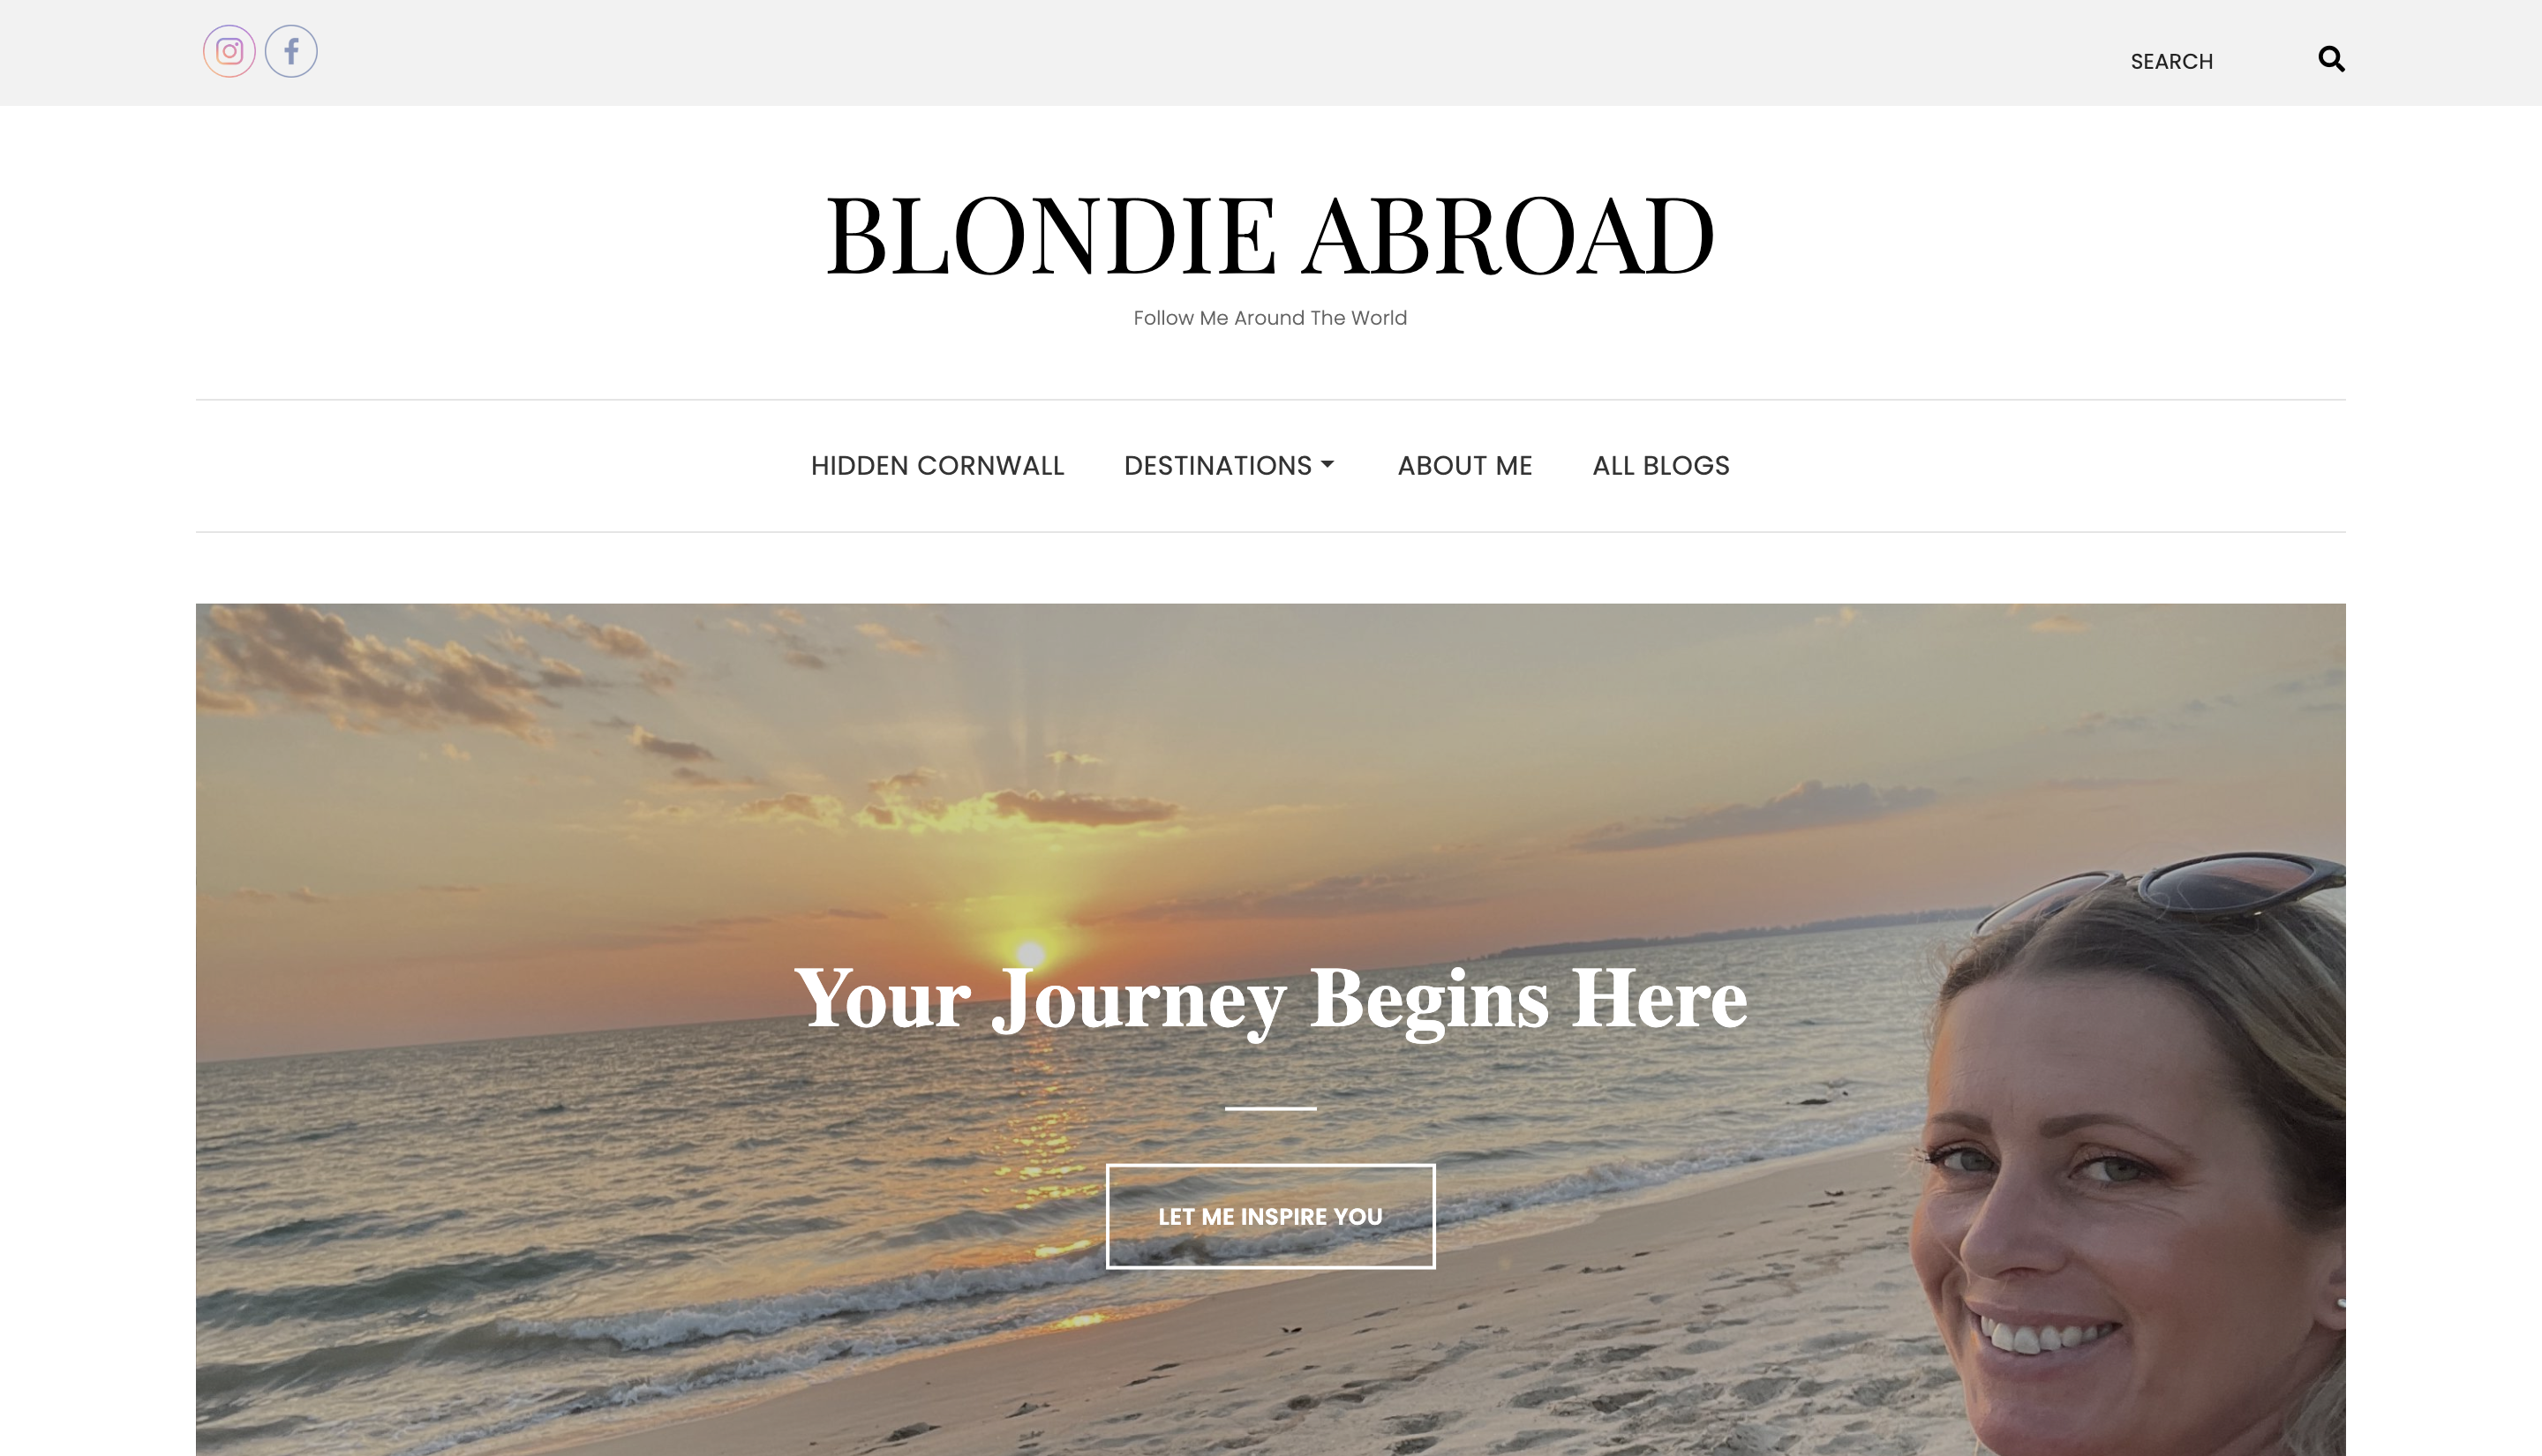 SEARCH
BLONDIE ABROAD
Follow Me Around The World
HIDDEN CORNWALL DESTINATIONS ABOUT ME ALL BLOGS
Your Journey Begins Here
LET ME INSPIRE YOU